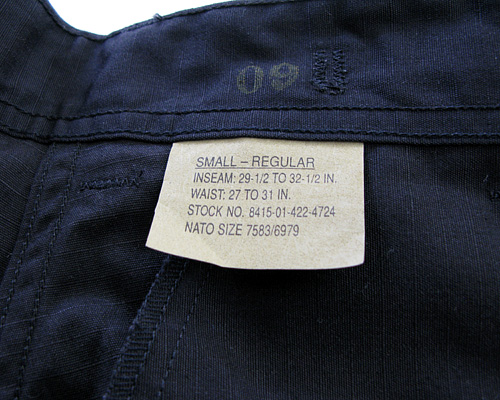 09
SMALL – REGULAR
INSEAM: 29-1/2 TO 32-1/2 IN.
WAIST: 27 TO 31 IN.
STOCK NO. 8415-01-422-4724
NATO SIZE 7583/6979